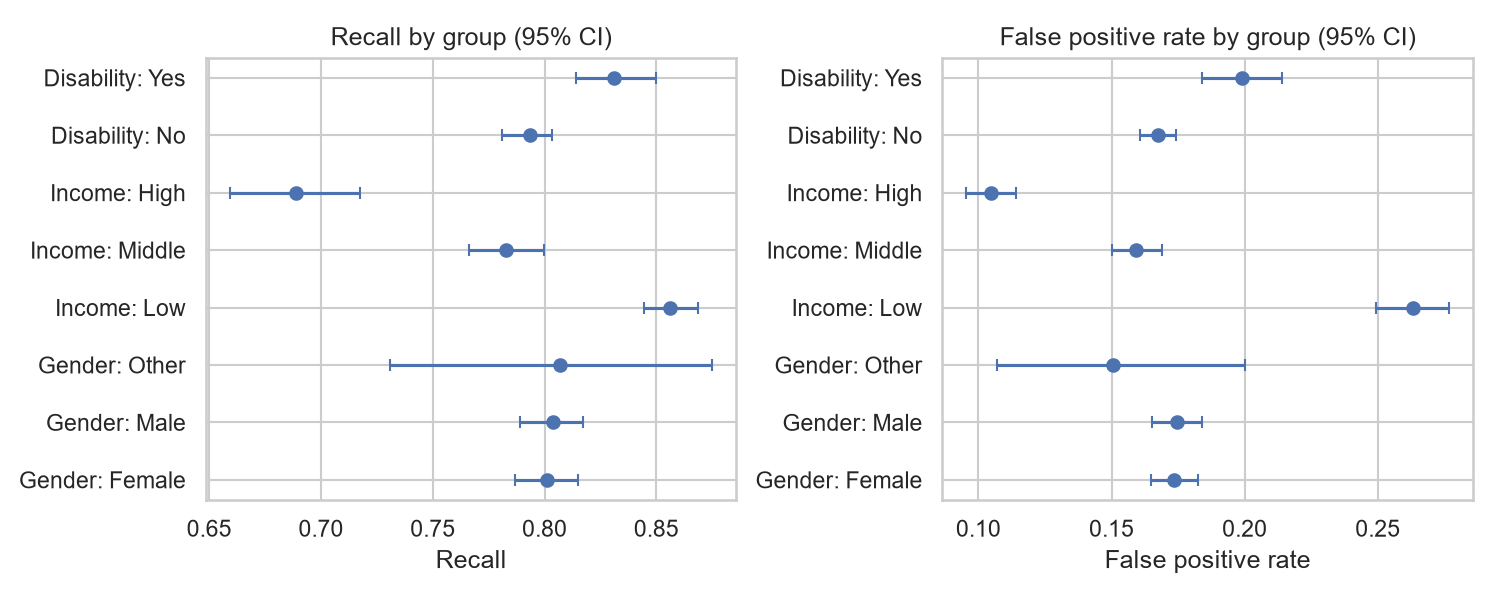 Recall by group (95% CI)
Disability: Yes
Disability: No
Income: High
Income: Middle
Income: Low
Gender: Other
Gender: Male
Gender: Female
0.65 0.70 0.75 0.80 0.85
Recall
False positive rate by group (95% CI)
Disability: Yes
Disability: No
Income: High
Income: Middle
Income: Low
Gender: Other
Gender: Male
Gender: Female
0.10 0.15 0.20 0.25
False positive rate